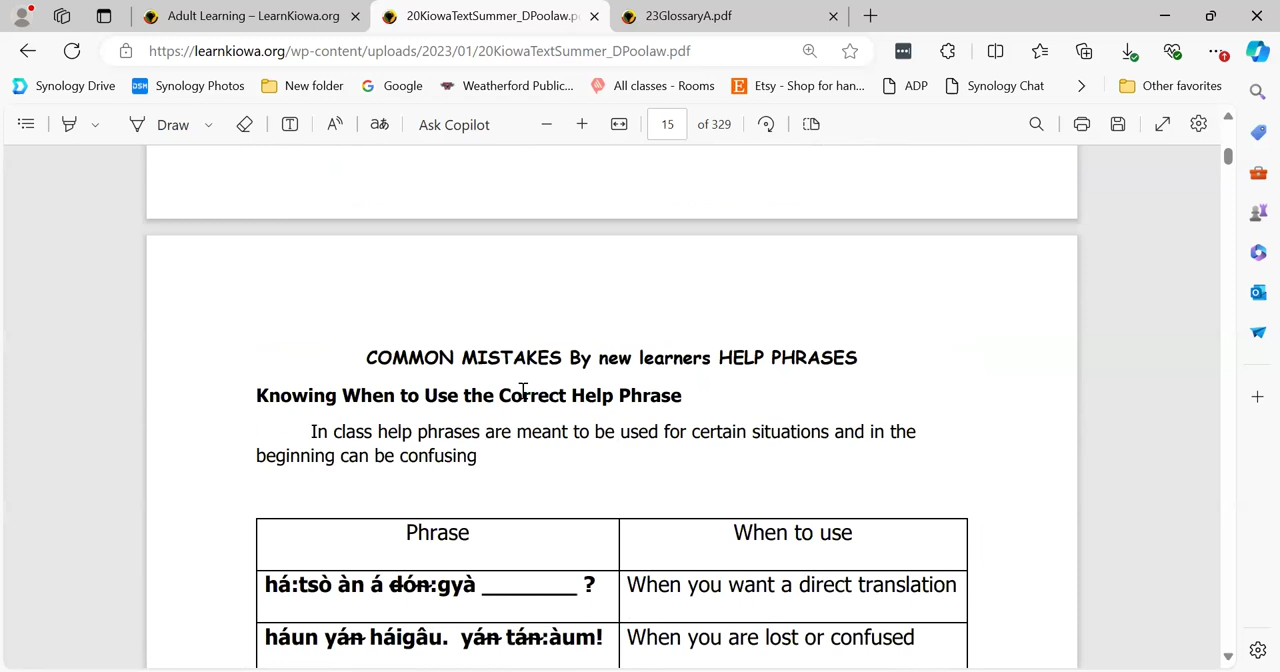 Adult Learning – LearnKiowa.org
20KiowaTextSummer_DPoolaw.p
23GlossaryA.pdf
https://learnkiowa.org/wp-content/uploads/2023/01/20KiowaTextSummer_DPoolaw.pdf
Synology Drive
DSM Synology Photos
New folder
Google
Weatherford Public...
All classes - Rooms
E Etsy - Shop for han...
ADP
Synology Chat
Other favorites
Draw
Ask Copilot
15 of 329
COMMON MISTAKES By new learners HELP PHRASES
Knowing When to Use the Correct Help Phrase
In class help phrases are meant to be used for certain situations and in the
beginning can be confusing
Phrase When to use
há:tsò àn á dón:gyà _________ ? When you want a direct translation
háun yán háigâu. yán tán:àum! When you are lost or confused